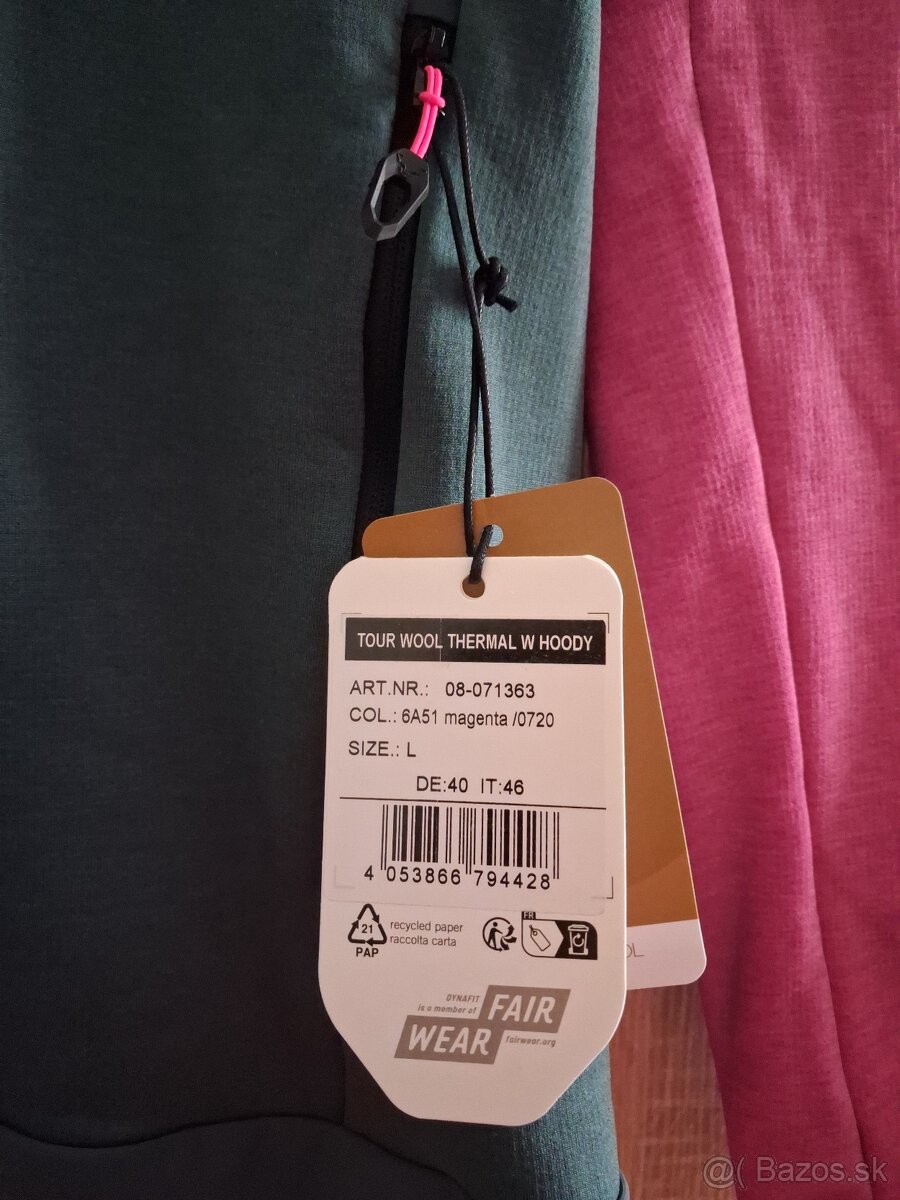 TOUR WOOL THERMAL W HOODY
ART.NR.: 08-071363
COL.: 6A51 magenta /0720
SIZE.: L
DE:40 IT:46
4 053866 794428
21
PAP
recycled paper
raccolta carta
FR
OL
DYNAFIT
is a member of
FAIR
WEAR
fairwear.org
@( Bazos.sk